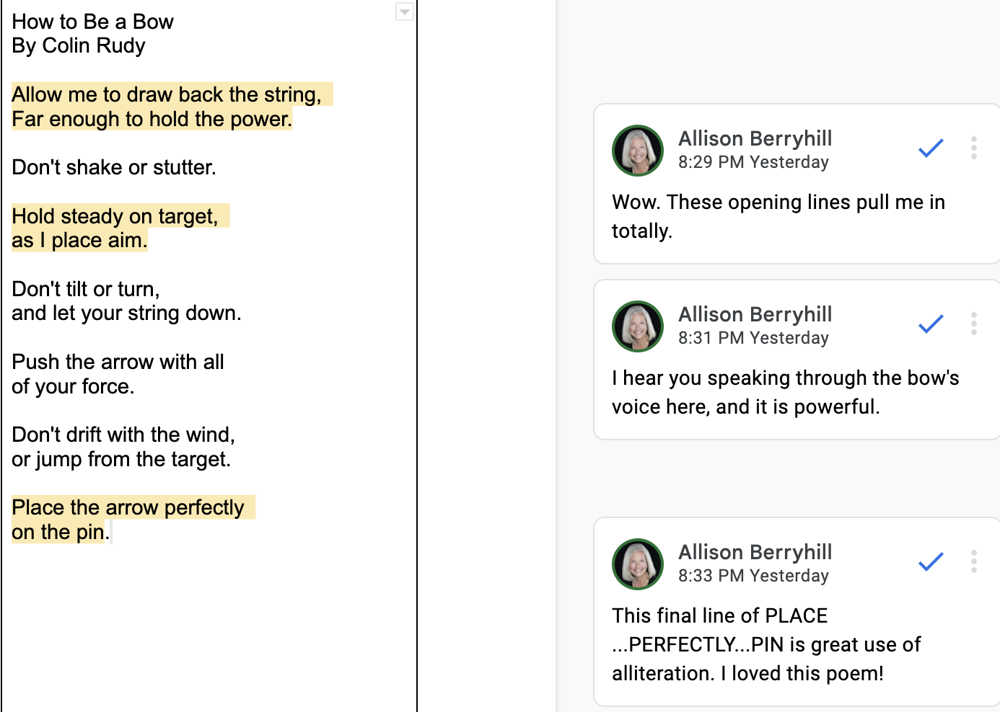 How to Be a Bow
By Colin Rudy
Allow me to draw back the string,
Far enough to hold the power.
Don't shake or stutter.
Hold steady on target,
as I place aim.
Don't tilt or turn,
and let your string down.
Push the arrow with all
of your force.
Don't drift with the wind,
or jump from the target.
Place the arrow perfectly
on the pin.
Allison Berryhill
8:29 PM Yesterday
Wow. These opening lines pull me in
totally.
Allison Berryhill
8:31 PM Yesterday
I hear you speaking through the bow's
voice here, and it is powerful.
Allison Berryhill
8:33 PM Yesterday
This final line of PLACE
...PERFECTLY...PIN is great use of
alliteration. I loved this poem!